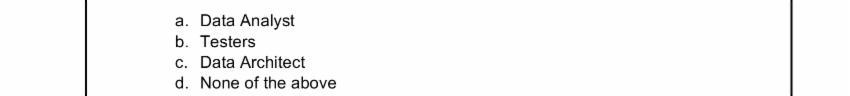 a. Data Analyst
b. Testers
c. Data Architect
d. None of the above